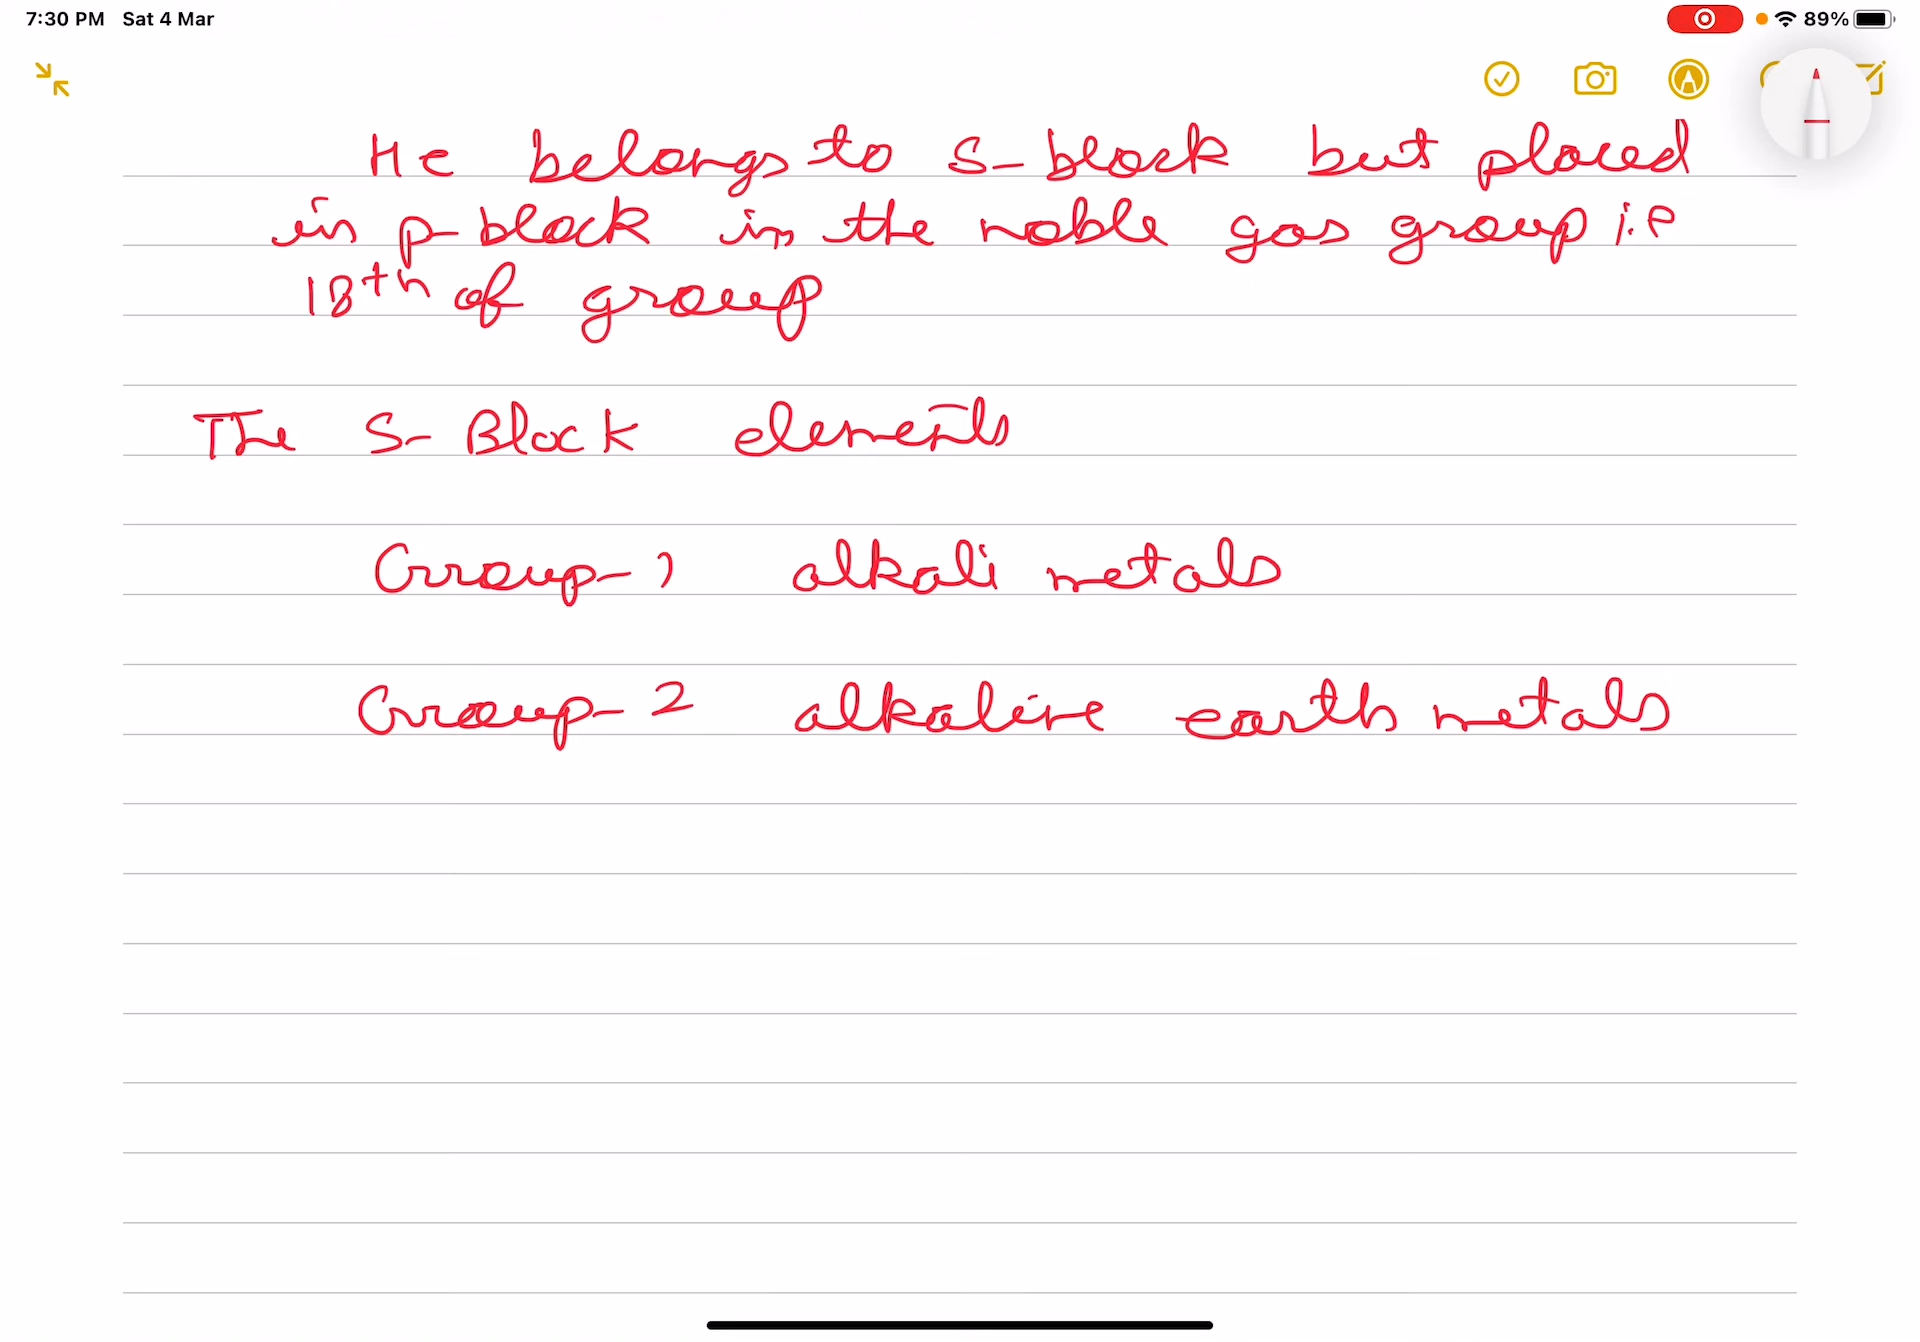 7:30 PM Sat 4 Mar 89%
He belongs to s-block but placed
in p-block in the noble gas group i.e
18th of group
The S-Block elements
Group-1 alkali metals
Group-2 alkaline earth metals